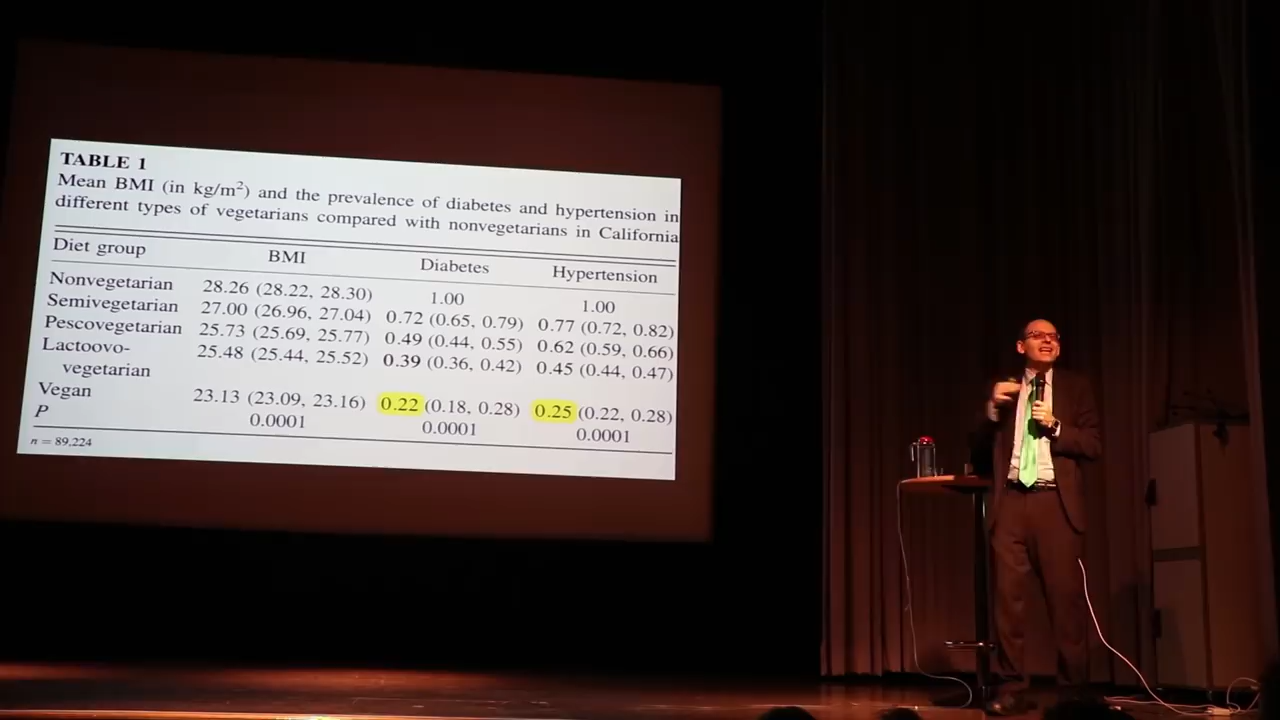 TABLE 1
Mean BMI (in kg/m²) and the prevalence of diabetes and hypertension in
different types of vegetarians compared with nonvegetarians in California
Diet group BMI Diabetes Hypertension
Nonvegetarian 28.26 (28.22, 28.30) 1.00 1.00
Semivegetarian 27.00 (26.96, 27.04) 0.72 (0.65, 0.79) 0.77 (0.72, 0.82)
Pescovegetarian 25.73 (25.69, 25.77) 0.49 (0.44, 0.55) 0.62 (0.59, 0.66)
Lactoovo- 25.48 (25.44, 25.52) 0.39 (0.36, 0.42) 0.45 (0.44, 0.47)
vegetarian
Vegan 23.13 (23.09, 23.16) 0.22 (0.18, 0.28) 0.25 (0.22, 0.28)
P 0.0001 0.0001 0.0001
n = 89,224